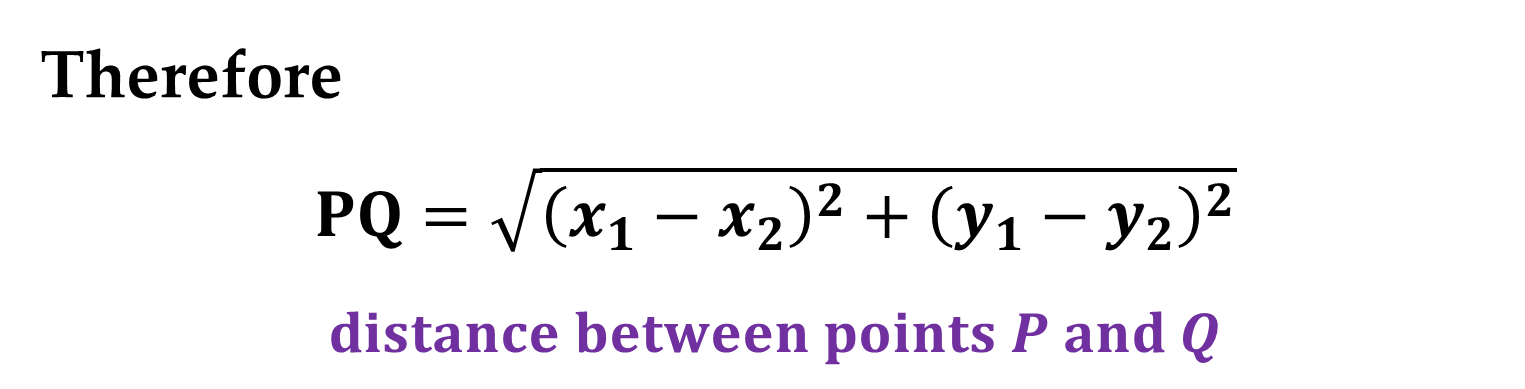 Therefore
PQ = √(x₁ − x₂)² + (y₁ − y₂)²
distance between points P and Q